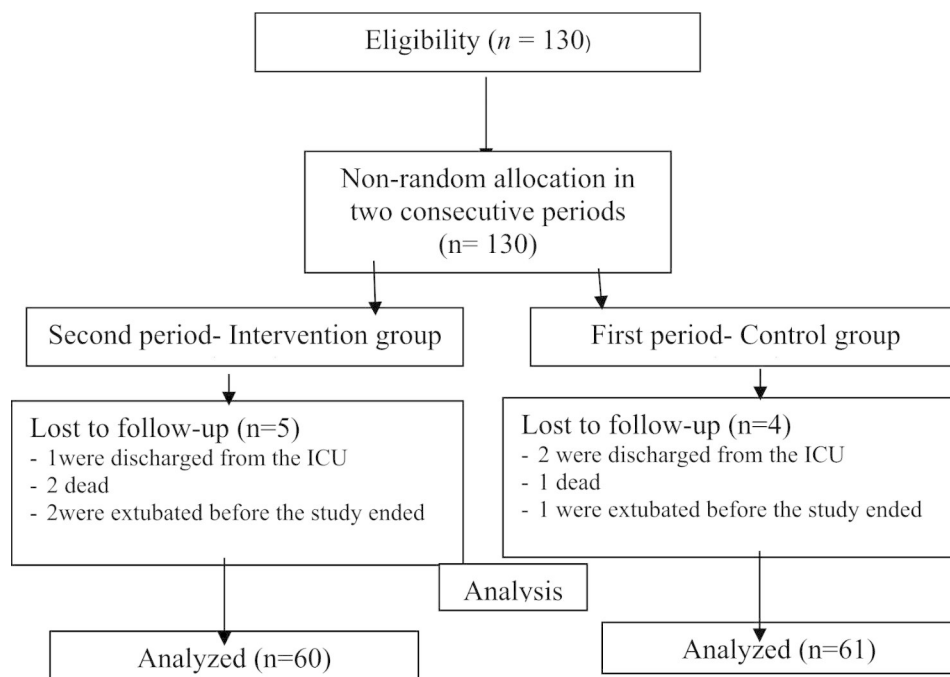 Eligibility (n = 130)
Non-random allocation in
two consecutive periods
(n= 130)
Second period- Intervention group
First period- Control group
Lost to follow-up (n=5)
- 1were discharged from the ICU
- 2 dead
- 2were extubated before the study ended
Lost to follow-up (n=4)
- 2 were discharged from the ICU
- 1 dead
- 1 were extubated before the study ended
Analysis
Analyzed (n=60)
Analyzed (n=61)